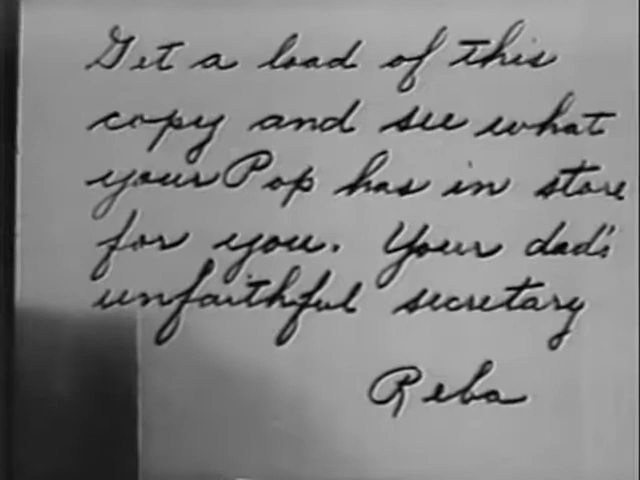 Get a load of this
copy and see what
your Pop has in store
for you. Your dad's
unfaithful secretary
Reba